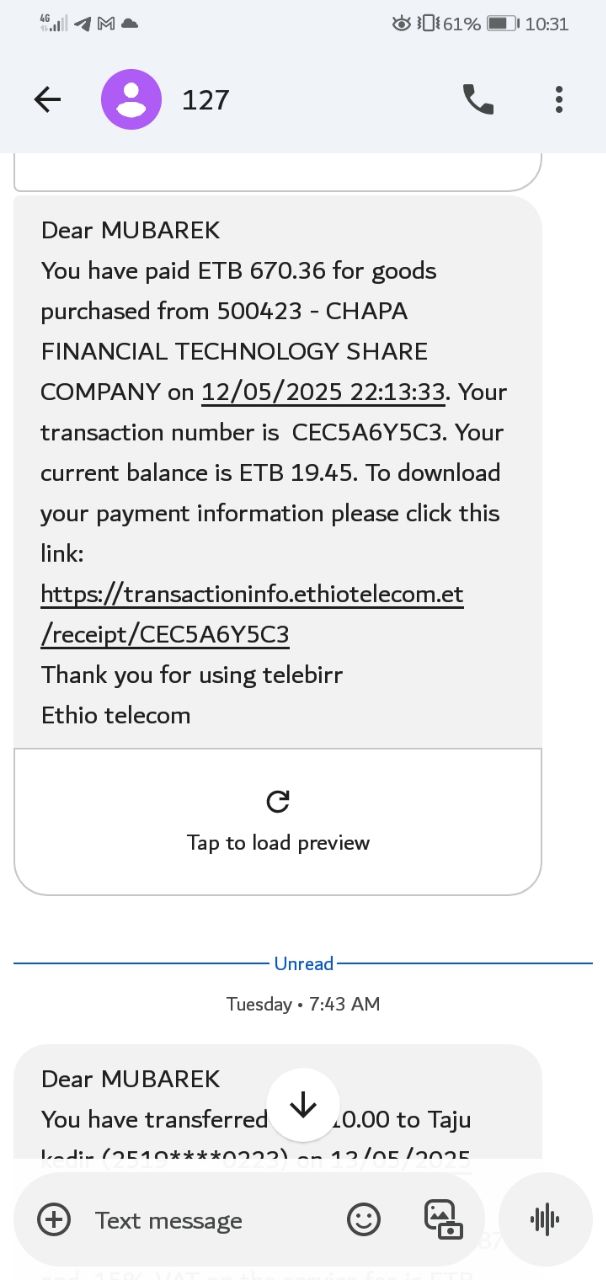 4G 61% 10:31
127
Dear MUBAREK
You have paid ETB 670.36 for goods
purchased from 500423 - CHAPA
FINANCIAL TECHNOLOGY SHARE
COMPANY on 12/05/2025 22:13:33. Your
transaction number is  CEC5A6Y5C3. Your
current balance is ETB 19.45. To download
your payment information please click this
link:
https://transactioninfo.ethiotelecom.et
/receipt/CEC5A6Y5C3
Thank you for using telebirr
Ethio telecom
Tap to load preview
Unread
Tuesday • 7:43 AM
Dear MUBAREK
You have transferred 10.00 to Taju
kedir (2519****0223) on 13/05/2025
Text message